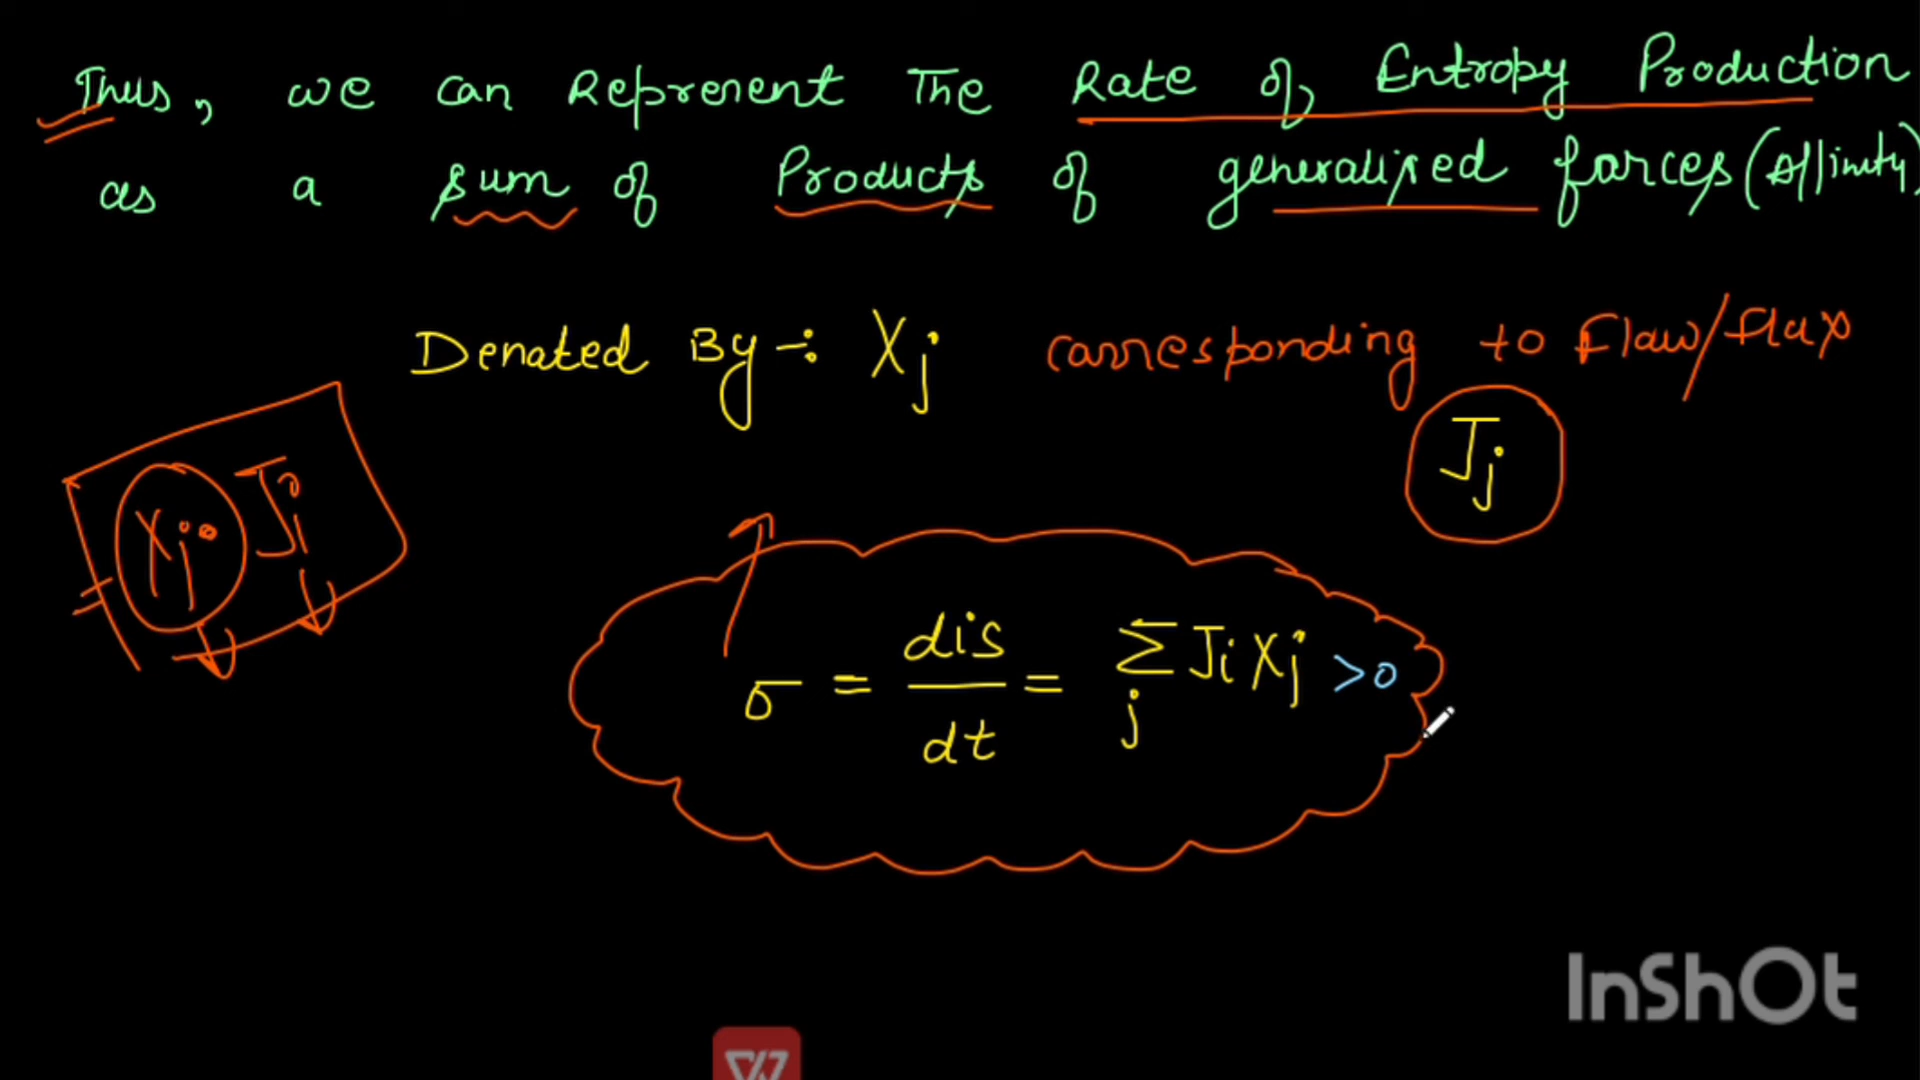 Thus, we can Represent The Rate of Entropy Production
as a sum of Products of generalised forces (Affinity)
Denoted By -: Xj corresponding to Flow/flux
Jj
Xj Jj
σ = dis/dt = Σj Ji Xj >0
InShOt